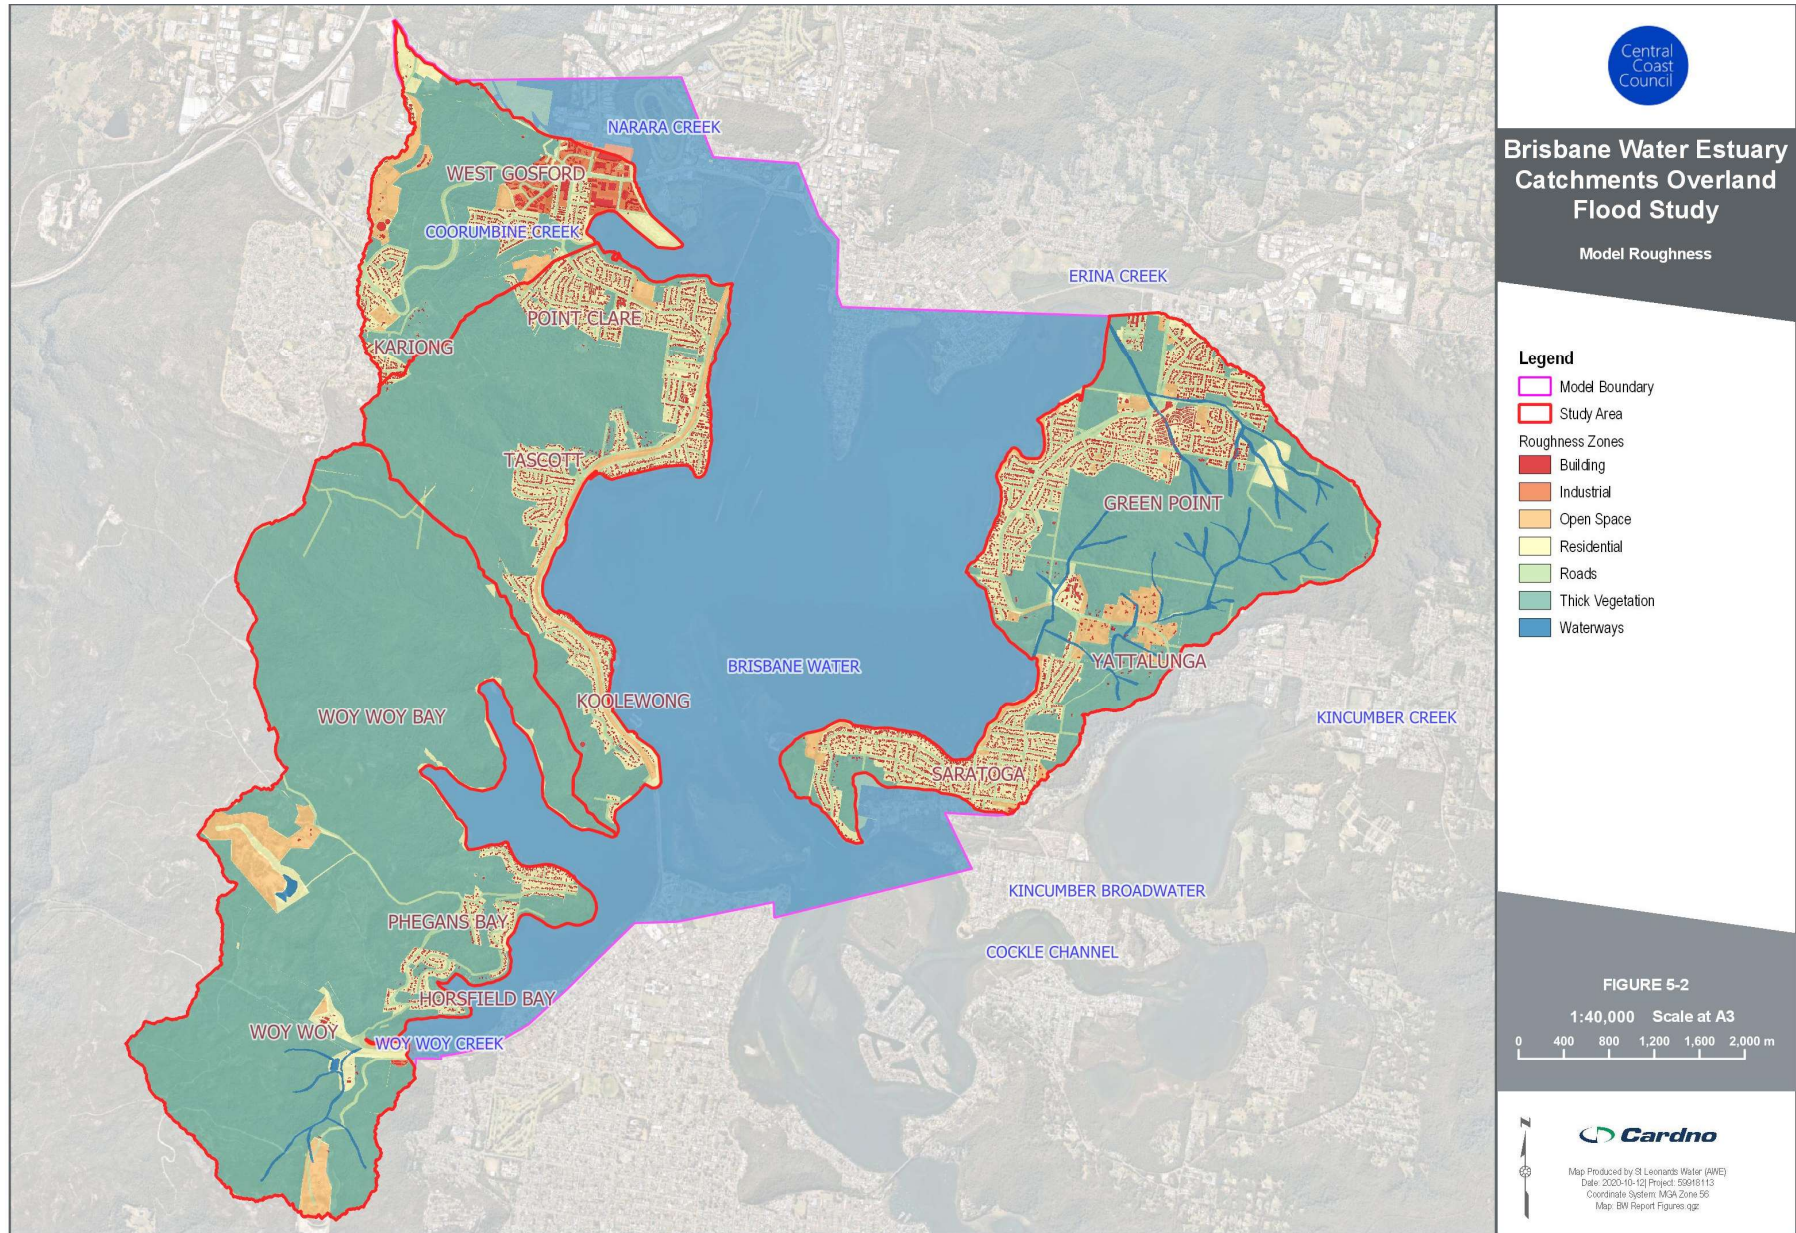 NARARA CREEK
WEST GOSFORD
COORUMBINE CREEK
ERINA CREEK
POINT CLARE
KARIONG
TASCOTT
GREEN POINT
BRISBANE WATER
YATTALUNGA
KOOLEWONG
WOY WOY BAY
KINCUMBER CREEK
SARATOGA
KINCUMBER BROADWATER
PHEGANS BAY
COCKLE CHANNEL
HORSFIELD BAY
WOY WOY
WOY WOY CREEK
Central
Coast
Council
Brisbane Water Estuary
Catchments Overland
Flood Study
Model Roughness
Legend
Model Boundary
Study Area
Roughness Zones
Building
Industrial
Open Space
Residential
Roads
Thick Vegetation
Waterways
FIGURE 5-2
1:40,000 Scale at A3
0 400 800 1,200 1,600 2,000 m
N
Cardno
Map Produced by St Leonards Water (AWE)
Date: 2020-10-12| Project: 59918113
Coordinate System: MGA Zone 56
Map: BW Report Figures.qgz